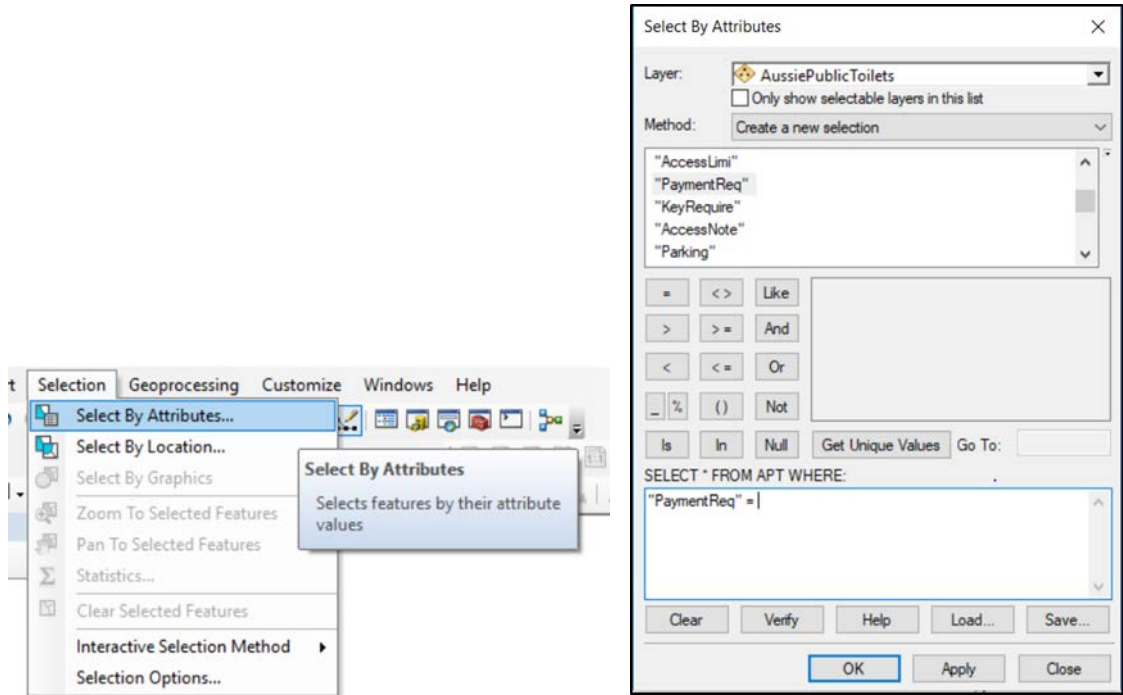 t Selection Geoprocessing Customize Windows Help
Select By Attributes...
Select By Location...
Select By Graphics
Zoom To Selected Features
Pan To Selected Features
Σ Statistics...
Clear Selected Features
Interactive Selection Method
Selection Options...
Select By Attributes
Selects features by their attribute
values
Select By Attributes
Layer: AussiePublicToilets
Only show selectable layers in this list
Method: Create a new selection
"AccessLimi"
"PaymentReq"
"KeyRequire"
"AccessNote"
"Parking"
= < > Like
> > = And
< < = Or
_ % () Not
Is In Null Get Unique Values Go To:
SELECT * FROM APT WHERE:
"PaymentReq" =
Clear Verify Help Load... Save...
OK Apply Close